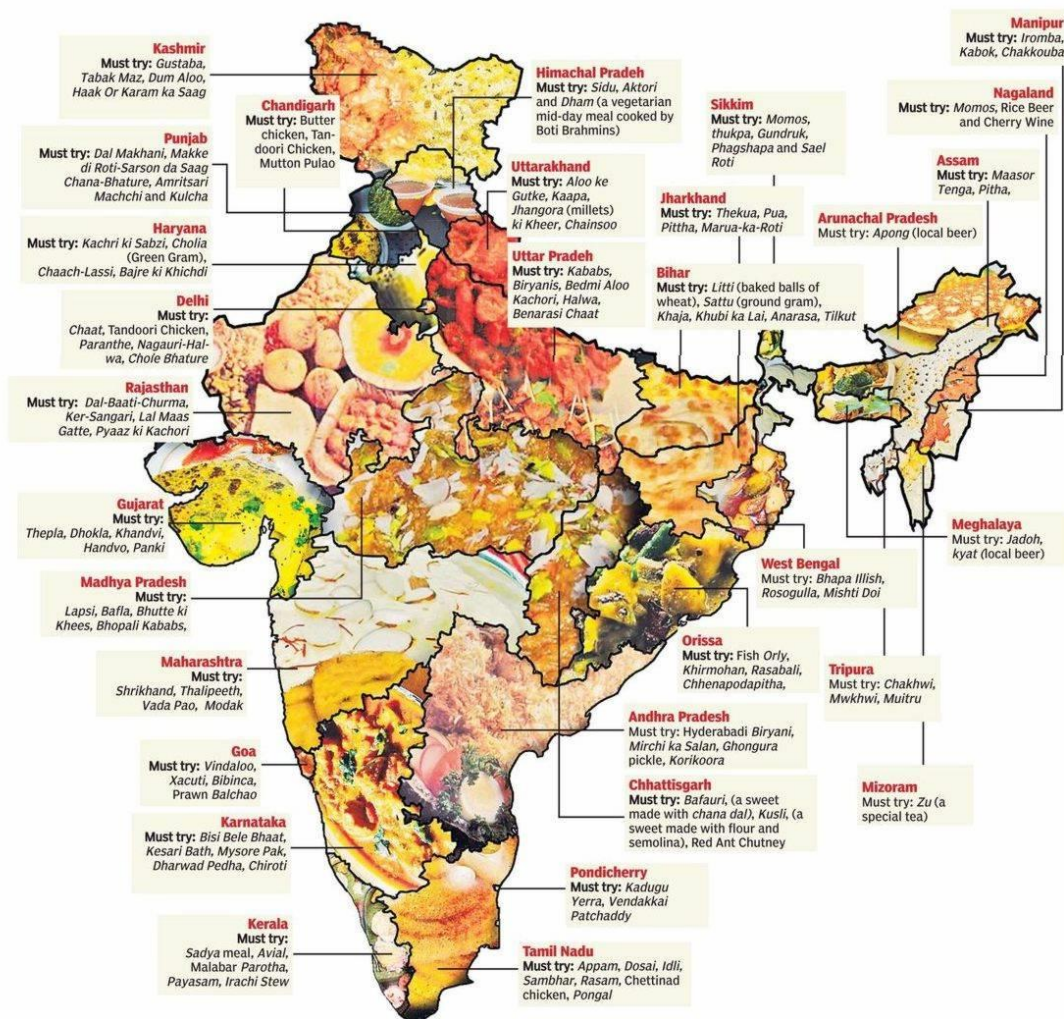 Kashmir
Must try: Gustaba,
Tabak Maz, Dum Aloo,
Haak Or Karam ka Saag
Chandigarh
Must try: Butter
chicken, Tan-
doori Chicken,
Mutton Pulao
Himachal Pradeh
Must try: Sidu, Aktori
and Dham (a vegetarian
mid-day meal cooked by
Boti Brahmins)
Sikkim
Must try: Momos,
thukpa, Gundruk,
Phagshapa and Sael
Roti
Manipur
Must try: Iromba,
Kabok, Chakkouba
Nagaland
Must try: Momos, Rice Beer
and Cherry Wine
Assam
Must try: Maasor
Tenga, Pitha,
Punjab
Must try: Dal Makhani, Makke
di Roti-Sarson da Saag
Chana-Bhature, Amritsari
Machchi and Kulcha
Uttarakhand
Must try: Aloo ke
Gutke, Kaapa,
Jhangora (millets)
ki Kheer, Chainsoo
Jharkhand
Must try: Thekua, Pua,
Pittha, Marua-ka-Roti
Arunachal Pradesh
Must try: Apong (local beer)
Haryana
Must try: Kachri ki Sabzi, Cholia
(Green Gram),
Chaach-Lassi, Bajre ki Khichdi
Uttar Pradeh
Must try: Kababs,
Biryanis, Bedmi Aloo
Kachori, Halwa,
Benarasi Chaat
Bihar
Must try: Litti (baked balls of
wheat), Sattu (ground gram),
Khaja, Khubi ka Lai, Anarasa, Tilkut
Delhi
Must try:
Chaat, Tandoori Chicken,
Paranthe, Nagauri-Hal-
wa, Chole Bhature
Rajasthan
Must try: Dal-Baati-Churma,
Ker-Sangari, Lal Maas
Gatte, Pyaaz ki Kachori
Gujarat
Must try:
Thepla, Dhokla, Khandvi,
Handvo, Panki
Meghalaya
Must try: Jadoh,
kyat (local beer)
West Bengal
Must try: Bhapa Illish,
Rosogulla, Mishti Doi
Madhya Pradesh
Must try:
Lapsi, Bafla, Bhutte ki
Khees, Bhopali Kababs,
Orissa
Must try: Fish Orly,
Khirmohan, Rasabali,
Chhenapodapitha,
Maharashtra
Must try:
Shrikhand, Thalipeeth,
Vada Pao, Modak
Tripura
Must try: Chakhwi,
Mwkhwi, Muitru
Andhra Pradesh
Must try: Hyderabadi Biryani,
Mirchi ka Salan, Ghongura
pickle, Korikoora
Goa
Must try: Vindaloo,
Xacuti, Bibinca,
Prawn Balchao
Chhattisgarh
Must try: Bafauri, (a sweet
made with chana dal), Kusli, (a
sweet made with flour and
semolina), Red Ant Chutney
Mizoram
Must try: Zu (a
special tea)
Karnataka
Must try: Bisi Bele Bhaat,
Kesari Bath, Mysore Pak,
Dharwad Pedha, Chiroti
Pondicherry
Must try: Kadugu
Yerra, Vendakkai
Patchaddy
Kerala
Must try:
Sadya meal, Avial,
Malabar Parotha,
Payasam, Irachi Stew
Tamil Nadu
Must try: Appam, Dosai, Idli,
Sambhar, Rasam, Chettinad
chicken, Pongal